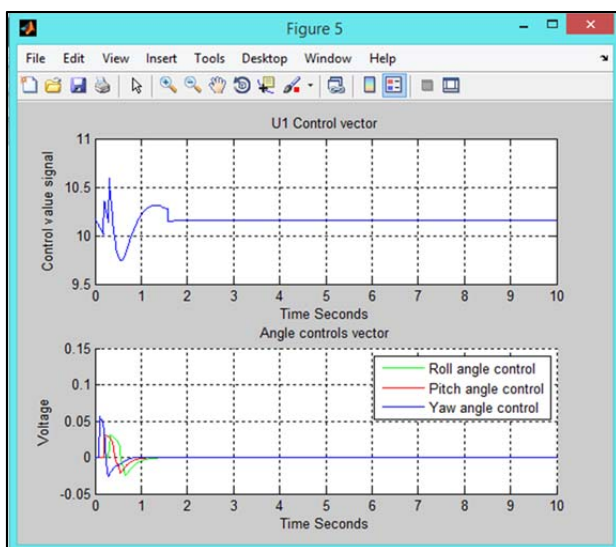 Figure 5
File Edit View Insert Tools Desktop Window Help
U1 Control vector
11
10.5
10
9.5
Control value signal
0 1 2 3 4 5 6 7 8 9 10
Time Seconds
Angle controls vector
0.15
0.1
0.05
0
-0.05
Voltage
Roll angle control
Pitch angle control
Yaw angle control
0 1 2 3 4 5 6 7 8 9 10
Time Seconds